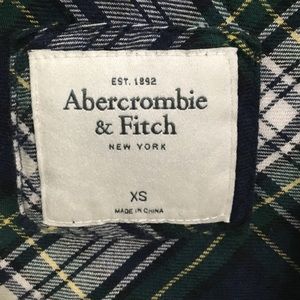 EST. 1892
Abercrombie
& Fitch
NEW YORK
XS
MADE IN CHINA